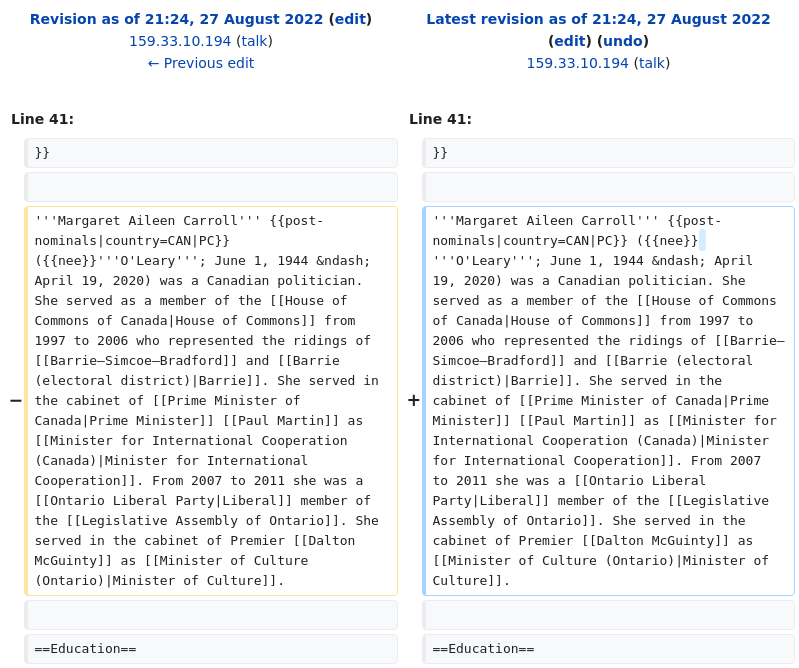 Revision as of 21:24, 27 August 2022 (edit)
159.33.10.194 (talk)
← Previous edit
Latest revision as of 21:24, 27 August 2022
(edit) (undo)
159.33.10.194 (talk)
Line 41:
Line 41:
}}
}}
−
'''Margaret Aileen Carroll''' {{post-
nominals|country=CAN|PC}}
({{nee}}'''O'Leary'''; June 1, 1944 &ndash;
April 19, 2020) was a Canadian politician.
She served as a member of the [[House of
Commons of Canada|House of Commons]] from
1997 to 2006 who represented the ridings of
[[Barrie—Simcoe—Bradford]] and [[Barrie
(electoral district)|Barrie]]. She served in
the cabinet of [[Prime Minister of
Canada|Prime Minister]] [[Paul Martin]] as
[[Minister for International Cooperation
(Canada)|Minister for International
Cooperation]]. From 2007 to 2011 she was a
[[Ontario Liberal Party|Liberal]] member of
the [[Legislative Assembly of Ontario]]. She
served in the cabinet of Premier [[Dalton
McGuinty]] as [[Minister of Culture
(Ontario)|Minister of Culture]].
+
'''Margaret Aileen Carroll''' {{post-
nominals|country=CAN|PC}} ({{nee}}
'''O'Leary'''; June 1, 1944 &ndash; April
19, 2020) was a Canadian politician. She
served as a member of the [[House of Commons
of Canada|House of Commons]] from 1997 to
2006 who represented the ridings of [[Barrie—
Simcoe—Bradford]] and [[Barrie (electoral
district)|Barrie]]. She served in the
cabinet of [[Prime Minister of Canada|Prime
Minister]] [[Paul Martin]] as [[Minister for
International Cooperation (Canada)|Minister
for International Cooperation]]. From 2007
to 2011 she was a [[Ontario Liberal
Party|Liberal]] member of the [[Legislative
Assembly of Ontario]]. She served in the
cabinet of Premier [[Dalton McGuinty]] as
[[Minister of Culture (Ontario)|Minister of
Culture]].
==Education==
==Education==